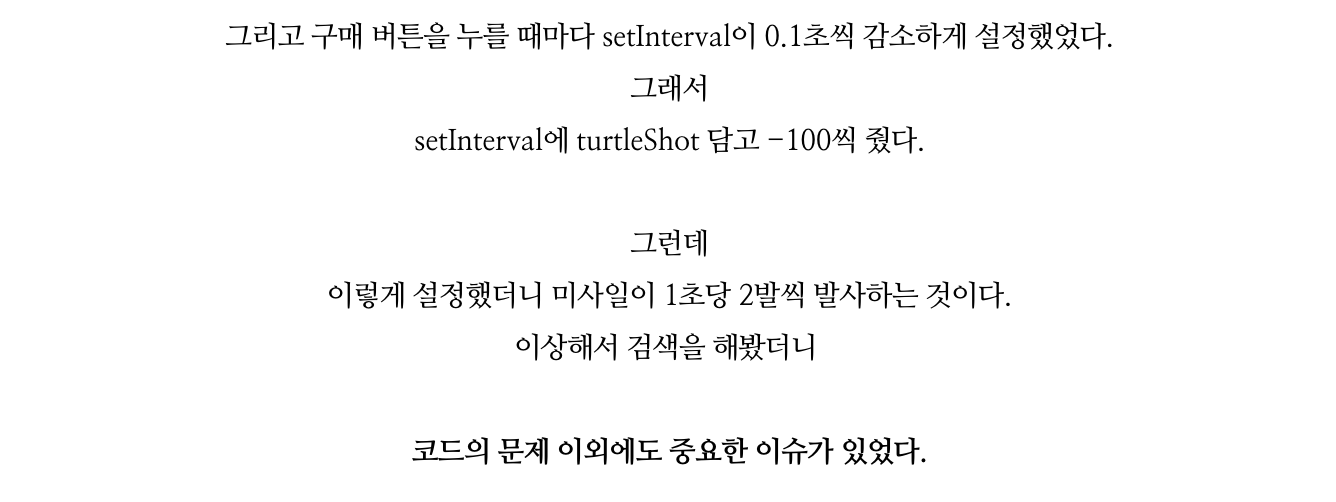 그리고 구매 버튼을 누를 때마다 setInterval이 0.1초씩 감소하게 설정했었다.
그래서
setInterval에 turtleShot 담고 -100씩 줬다.
그런데
이렇게 설정했더니 미사일이 1초당 2발씩 발사하는 것이다.
이상해서 검색을 해봤더니
코드의 문제 이외에도 중요한 이슈가 있었다.